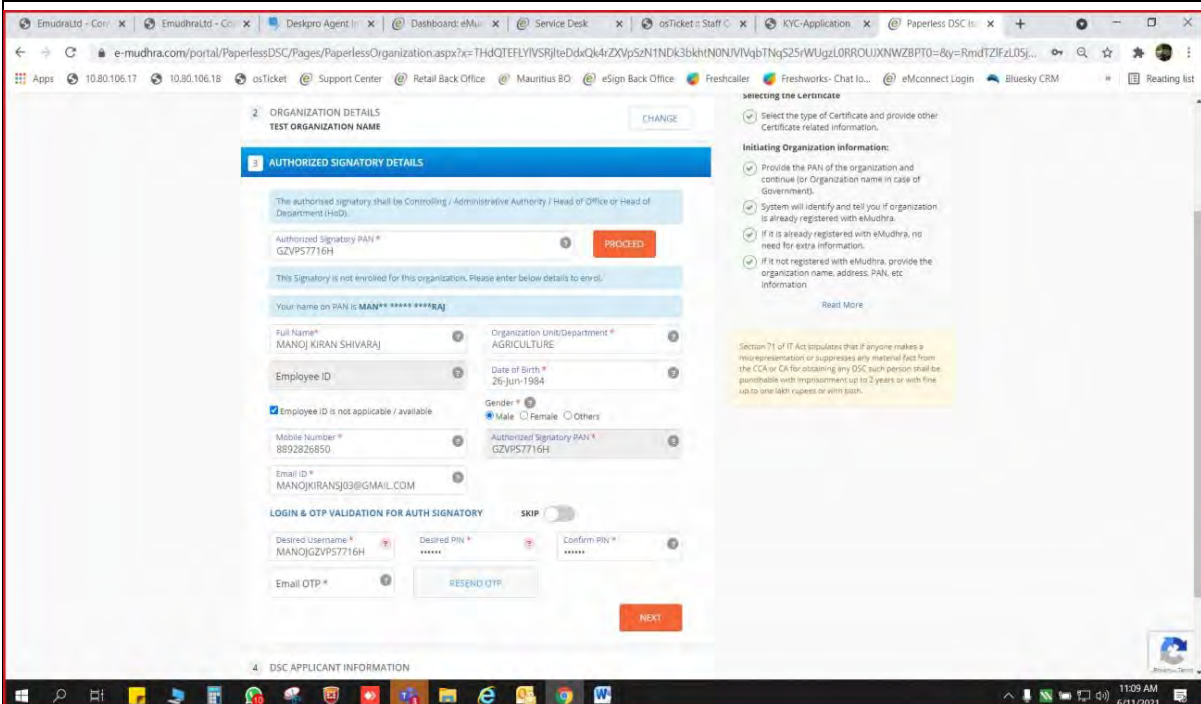 EmudraLtd - Con
EmudhraLtd - Co
Deskpro Agent In
Dashboard: eMu
Service Desk
osTicket :: Staff C
KYC-Application
Paperless DSC Is
e-mudhra.com/portal/PaperlessDSC/Pages/PaperlessOrganization.aspx?x=
Apps
10.80.106.17
10.80.106.18
osTicket
Support Center
Retail Back Office
Mauritius BO
eSign Back Office
Freshcaller
Freshworks- Chat lo...
eMconnect Login
Bluesky CRM
»
Reading list
2 ORGANIZATION DETAILS
TEST ORGANIZATION NAME
CHANGE
3 AUTHORIZED SIGNATORY DETAILS
The authorised signatory shall be Controlling / Administrative Authority / Head of Office or Head of
Department (HoD).
Authorized Signatory PAN *
GZVPS7716H
PROCEED
This Signatory is not enrolled for this organization. Please enter below details to enrol.
Your name on PAN is MAN** ***** ****RAJ
Full Name*
MANOJ KIRAN SHIVARAJ
Organization Unit/Department *
AGRICULTURE
Employee ID
Date of Birth *
26-Jun-1984
Employee ID is not applicable / available
Gender *
Male Female Others
Mobile Number *
8892826850
Authorized Signatory PAN *
GZVPS7716H
Email ID *
MANOJKIRANSJ03@GMAIL.COM
LOGIN & OTP VALIDATION FOR AUTH SIGNATORY SKIP
Desired Username *
MANOJGZVPS7716H
Desired PIN *
••••••
Confirm PIN *
••••••
Email OTP *
RESEND OTP
NEXT
4 DSC APPLICANT INFORMATION
Selecting the Certificate
Select the type of Certificate and provide other
Certificate related information.
Initiating Organization information:
Provide the PAN of the organization and
continue (or Organization name in case of
Government).
System will identify and tell you if organization
is already registered with eMudhra.
If it is already registered with eMudhra, no
need for extra information.
If it not registered with eMudhra, provide the
organization name, address, PAN, etc
information
Read More
Section 71 of IT Act stipulates that if anyone makes a
misrepresentation or suppresses any material fact from
the CCA or CA for obtaining any DSC such person shall be
punishable with imprisonment up to 2 years or with fine
up to one lakh rupees or with both.
Privacy - Terms
11:09 AM
6/11/2021